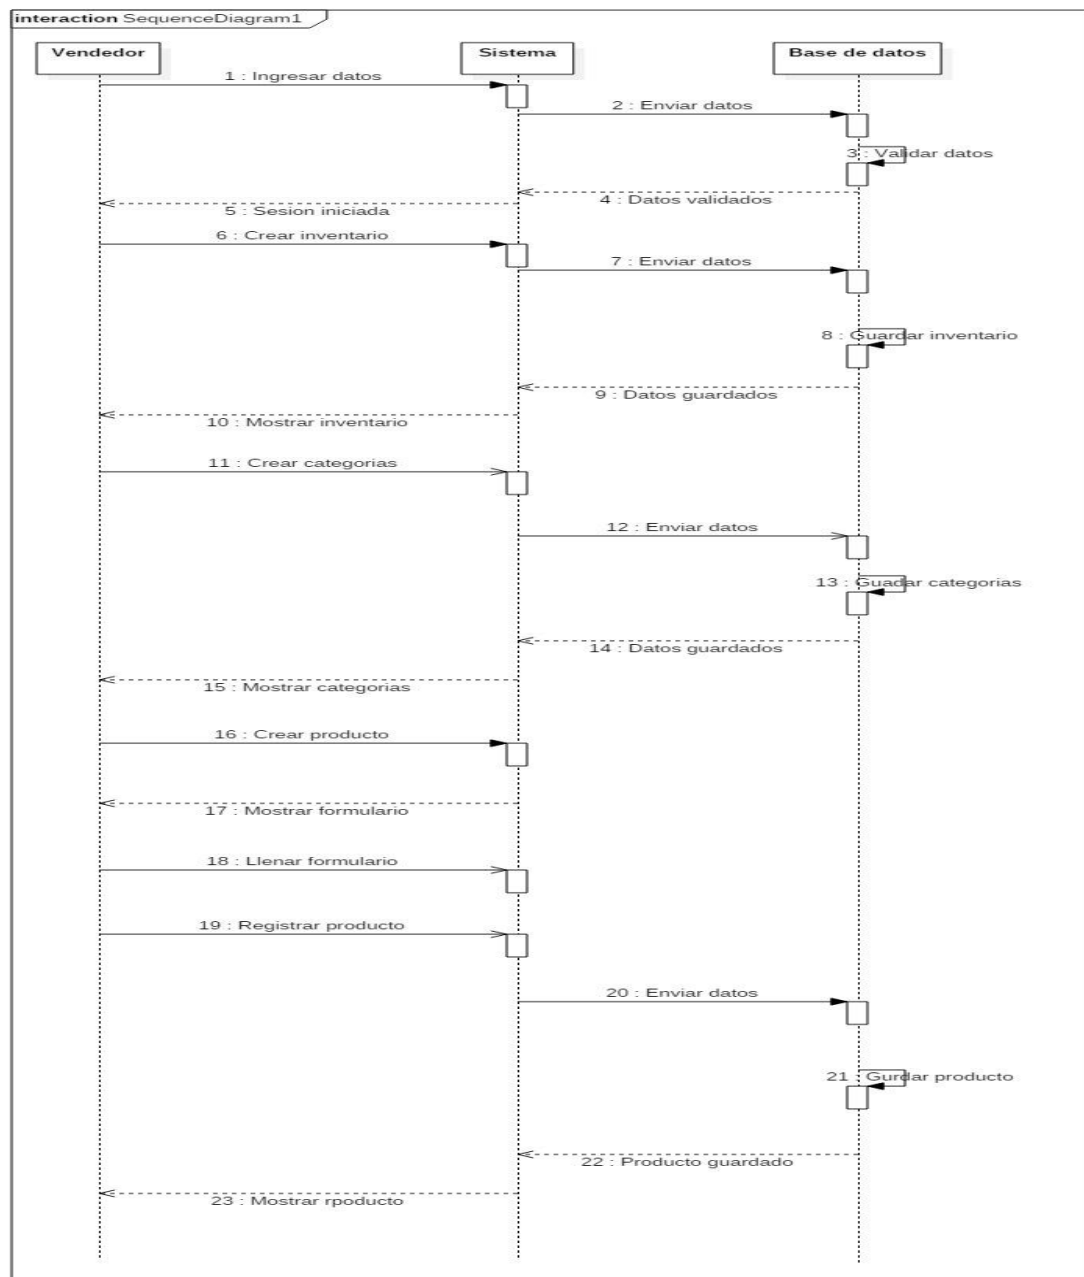 interaction SequenceDiagram1
Vendedor
Sistema
Base de datos
1 : Ingresar datos
2 : Enviar datos
3 : Validar datos
4 : Datos validados
5 : Sesion iniciada
6 : Crear inventario
7 : Enviar datos
8 : Guardar inventario
9 : Datos guardados
10 : Mostrar inventario
11 : Crear categorias
12 : Enviar datos
13 : Guadar categorias
14 : Datos guardados
15 : Mostrar categorias
16 : Crear producto
17 : Mostrar formulario
18 : Llenar formulario
19 : Registrar producto
20 : Enviar datos
21 : Gurdar producto
22 : Producto guardado
23 : Mostrar rpoducto